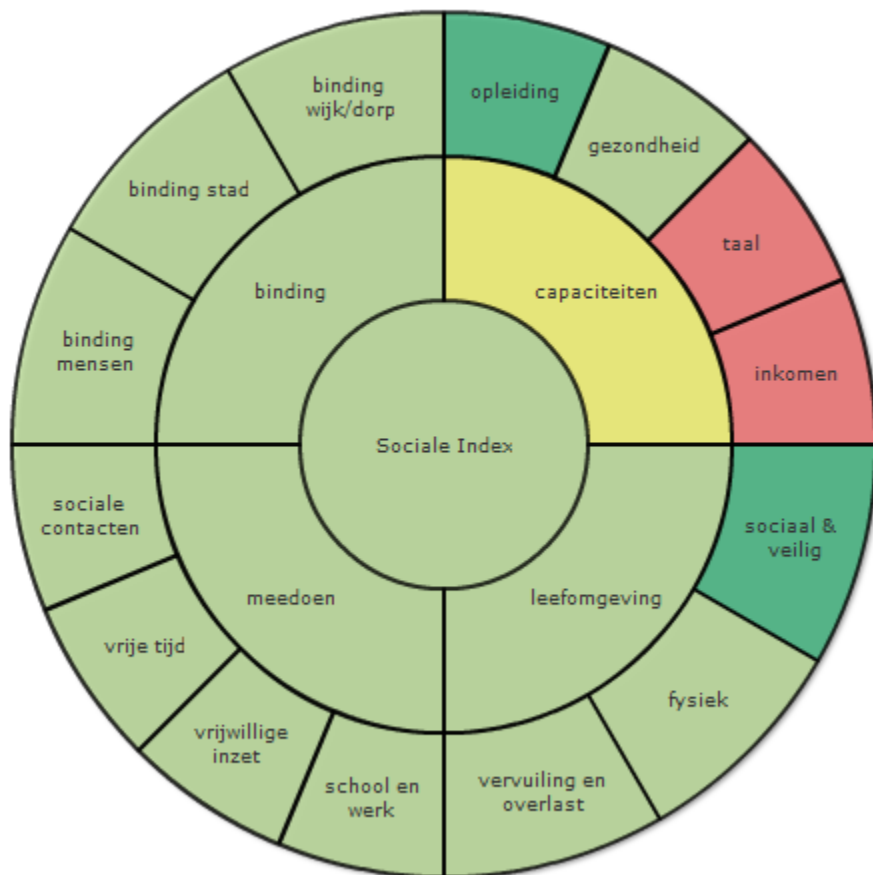 binding
wijk/dorp
opleiding
gezondheid
binding stad
taal
binding
capaciteiten
binding
mensen
inkomen
Sociale Index
sociale
contacten
sociaal &
veilig
meedoen
leefomgeving
vrije tijd
fysiek
vrijwillige
inzet
school en
werk
vervuiling en
overlast